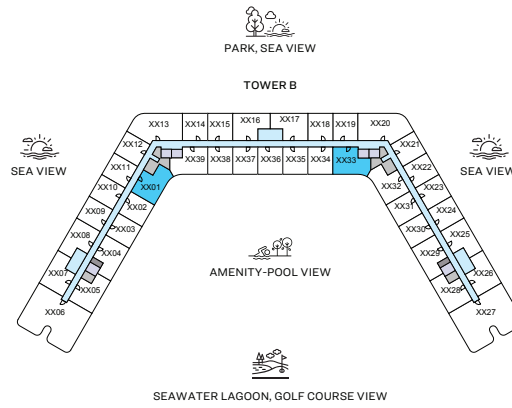 PARK, SEA VIEW
TOWER B
XX13
XX14
XX15
XX16
XX17
XX18
XX19
XX20
XX12
XX21
XX39
XX38
XX37
XX36
XX35
XX34
XX33
SEA VIEW
SEA VIEW
XX11
XX22
XX10
XX01
XX32
XX23
XX09
XX02
XX31
XX24
XX08
XX03
XX30
XX25
XX07
XX04
XX29
XX26
XX05
XX28
XX06
XX27
AMENITY-POOL VIEW
SEAWATER LAGOON, GOLF COURSE VIEW